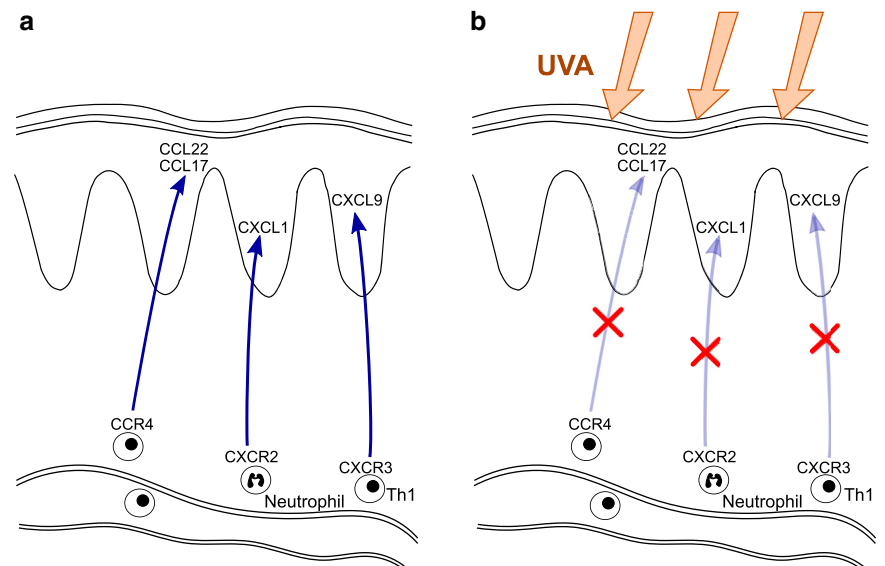 a
CCL22
CCL17
CXCL1
CXCL9
CCR4
CXCR2
Neutrophil
CXCR3
Th1
b
UVA
CCL22
CCL17
CXCL1
CXCL9
CCR4
CXCR2
Neutrophil
CXCR3
Th1